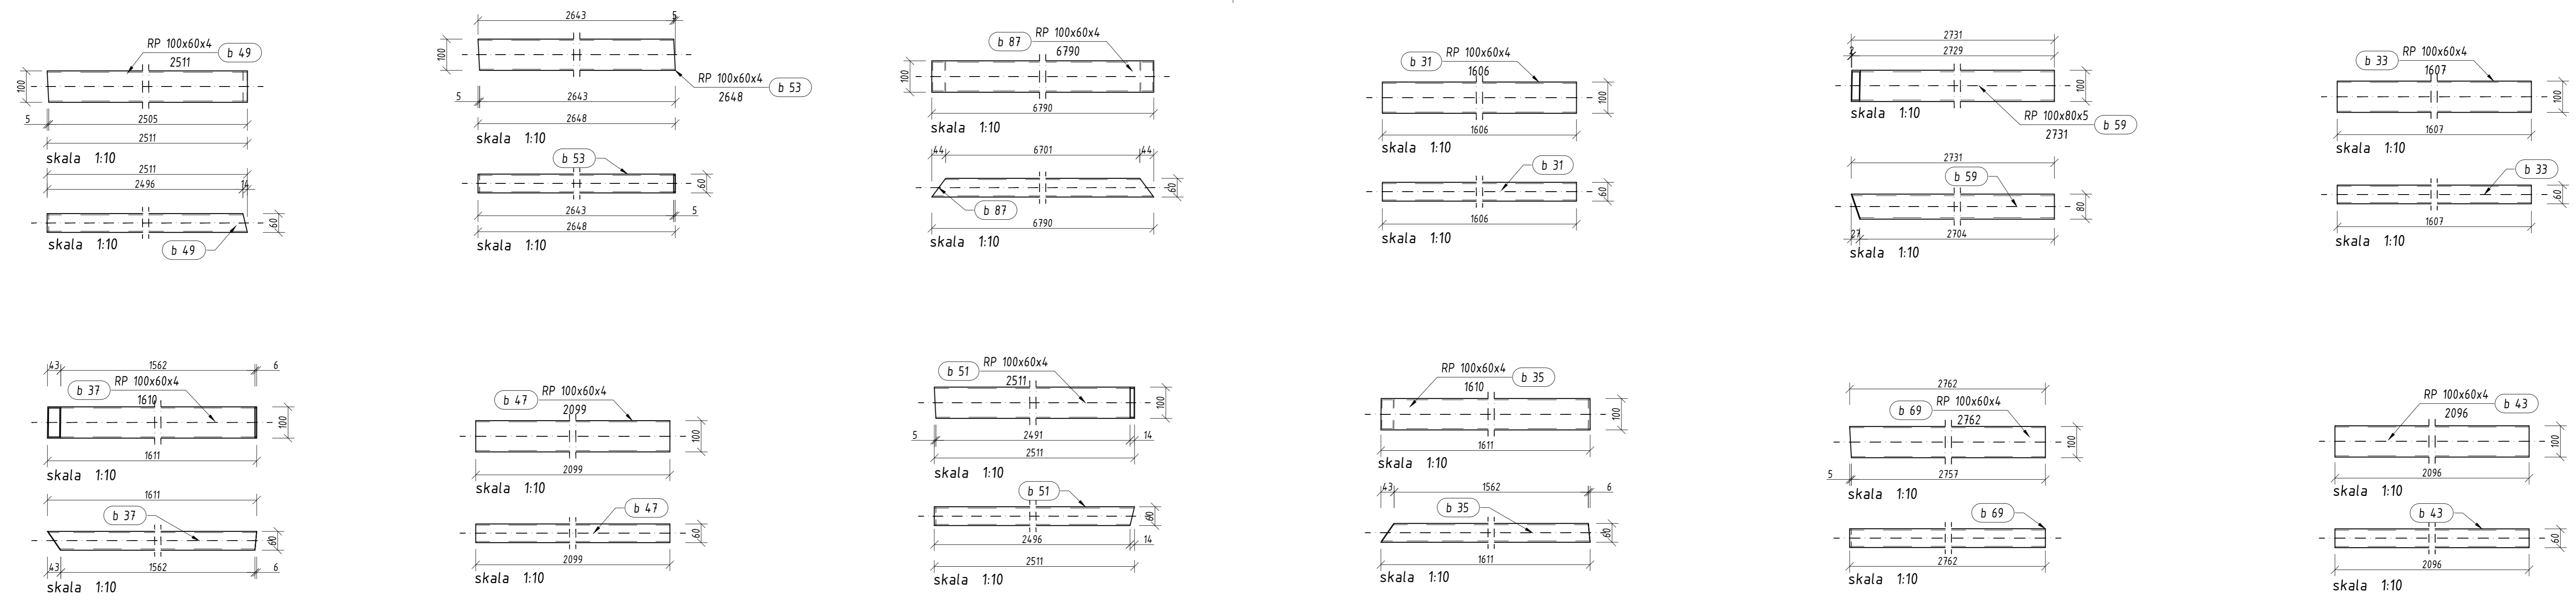 RP 100x60x4
b 49
2511
100
5
2505
2511
skala 1:10
2511
2496
14
60
skala 1:10
b 49
2643
5
100
RP 100x60x4
2648
b 53
5
2643
2648
skala 1:10
b 53
60
2643
5
2648
skala 1:10
b 87
RP 100x60x4
6790
100
6790
skala 1:10
44
6701
44
60
b 87
6790
skala 1:10
b 31
RP 100x60x4
1606
100
1606
skala 1:10
b 31
60
1606
skala 1:10
2731
2
2729
100
skala 1:10
RP 100x80x5
2731
b 59
2731
b 59
80
27
2704
skala 1:10
b 33
RP 100x60x4
1607
100
1607
skala 1:10
b 33
60
1607
skala 1:10
43
1562
6
b 37
RP 100x60x4
1610
100
1611
skala 1:10
1611
b 37
60
43
1562
6
skala 1:10
RP 100x60x4
b 47
2099
100
2099
skala 1:10
b 47
60
2099
skala 1:10
b 51
RP 100x60x4
2511
100
5
2491
14
2511
skala 1:10
b 51
60
2496
14
2511
skala 1:10
RP 100x60x4
b 35
1610
100
1611
skala 1:10
43
1562
6
b 35
60
1611
skala 1:10
2762
b 69
RP 100x60x4
2762
100
5
2757
skala 1:10
b 69
2762
skala 1:10
RP 100x60x4
b 43
2096
100
2096
skala 1:10
b 43
60
2096
skala 1:10